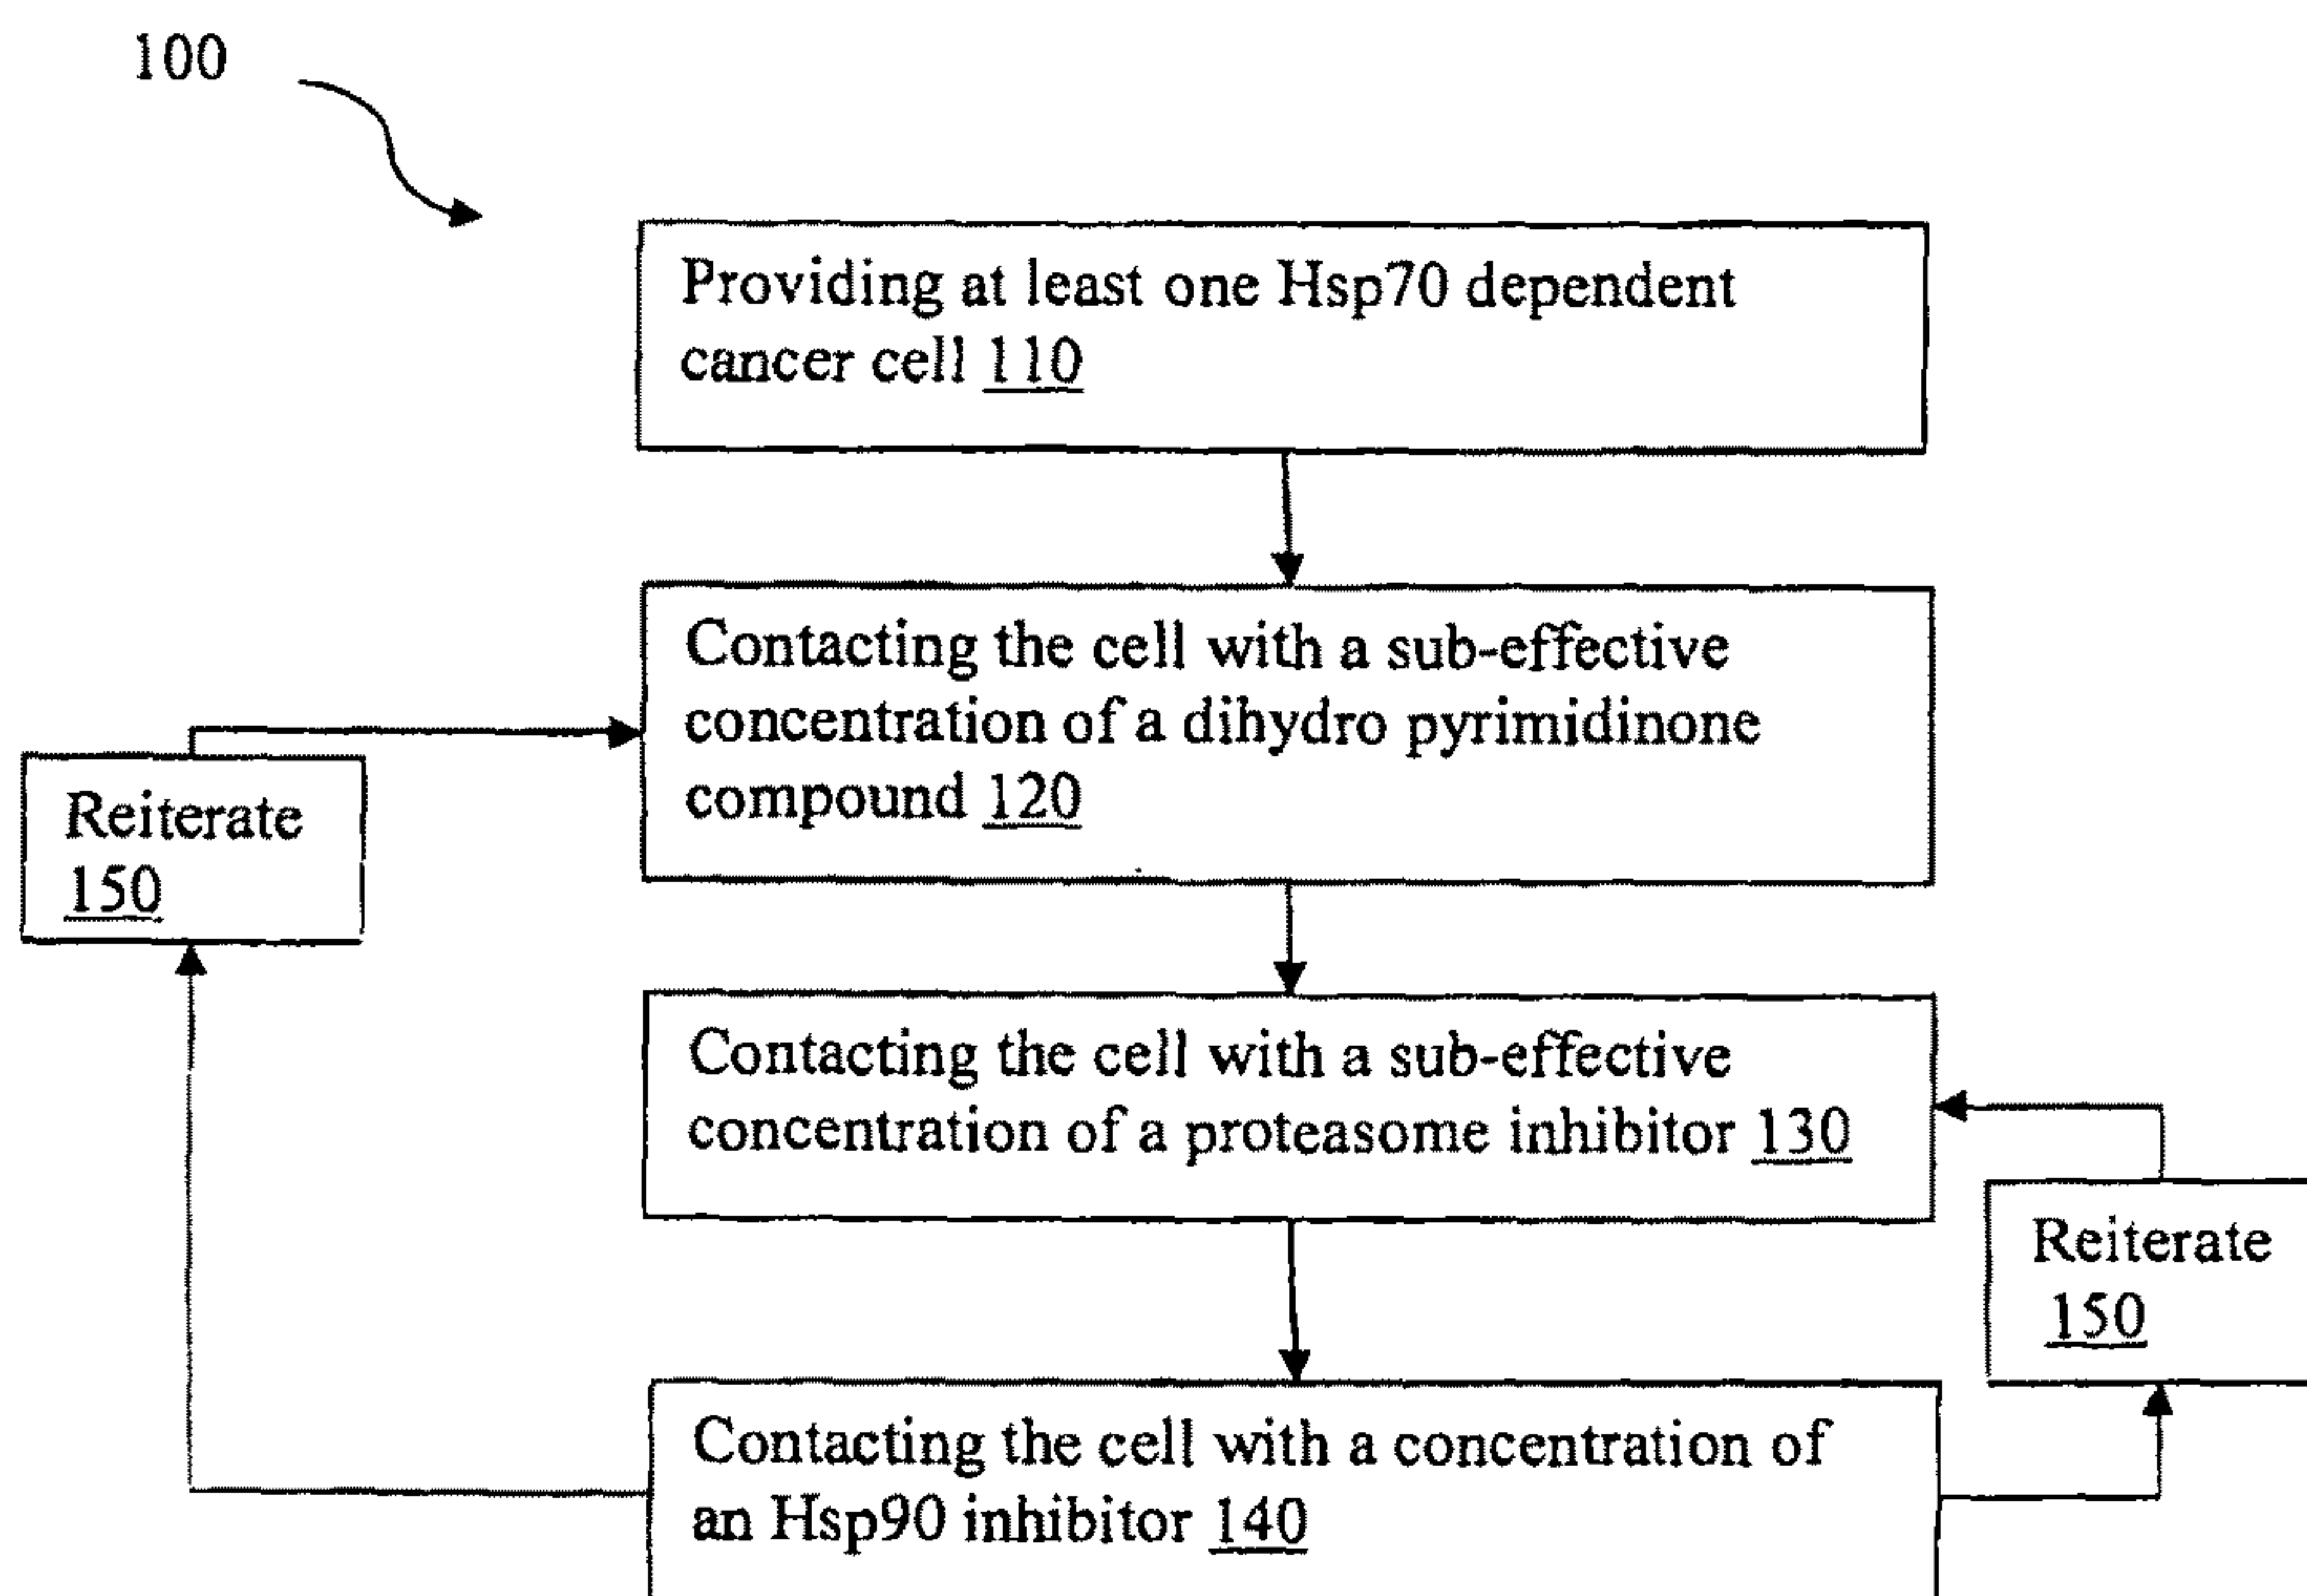 100
Providing at least one Hsp70 dependent
cancer cell 110
Contacting the cell with a sub-effective
concentration of a dihydro pyrimidinone
compound 120
Reiterate
150
Contacting the cell with a sub-effective
concentration of a proteasome inhibitor 130
Reiterate
150
Contacting the cell with a concentration of
an Hsp90 inhibitor 140